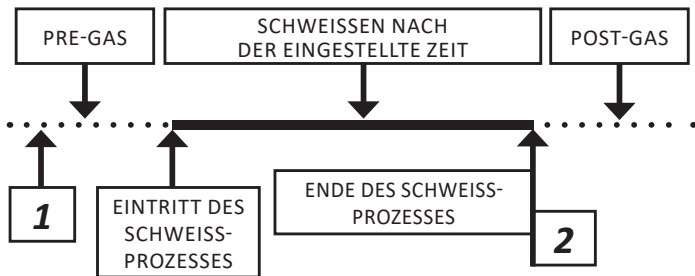 PRE-GAS
SCHWEISSEN NACH
DER EINGESTELLTE ZEIT
POST-GAS
1
EINTRITT DES
SCHWEISS-
PROZESSES
ENDE DES SCHWEISS-
PROZESSES
2